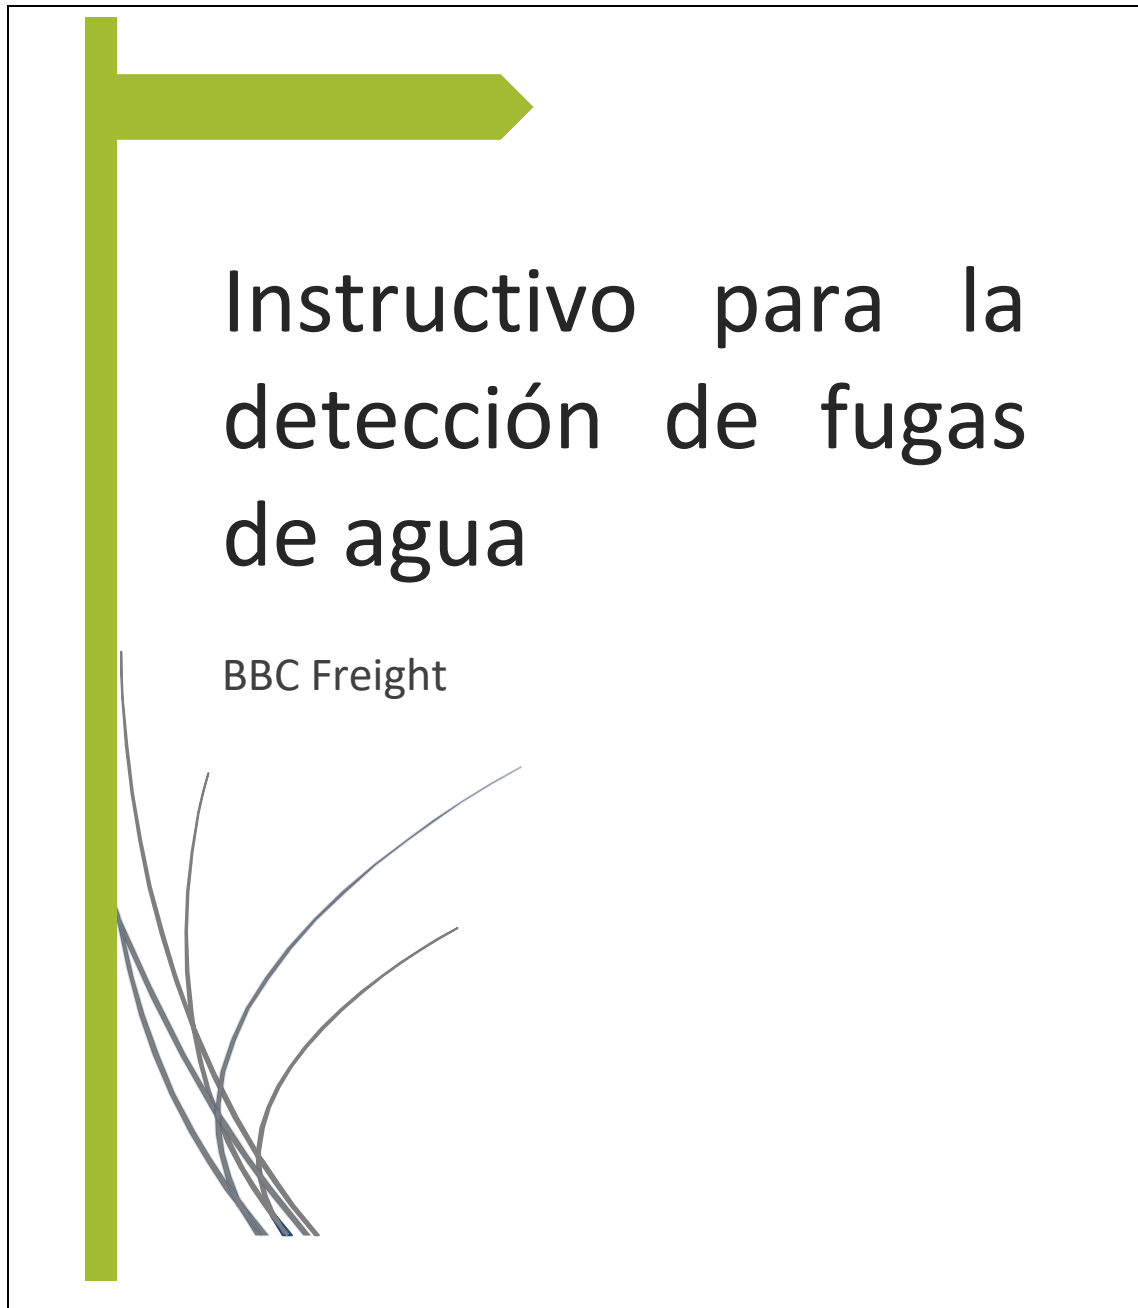 Instructivo para la
detección de fugas
de agua
BBC Freight